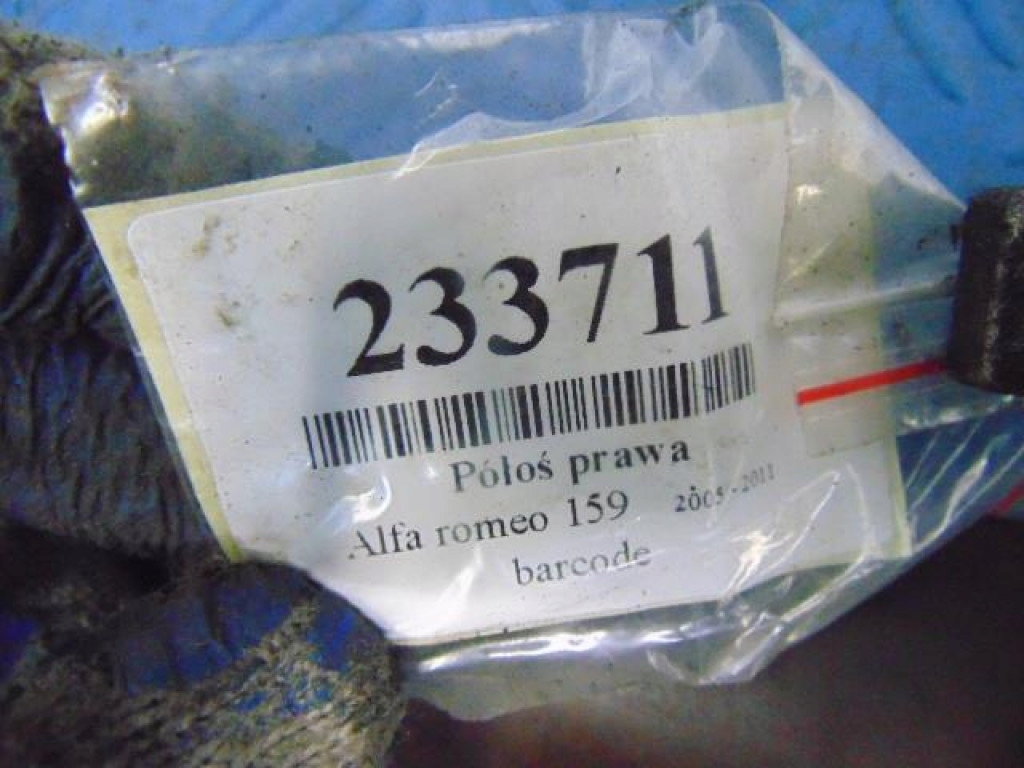 233711
Półoś prawa
Alfa romeo 159 2005-2011
barcode